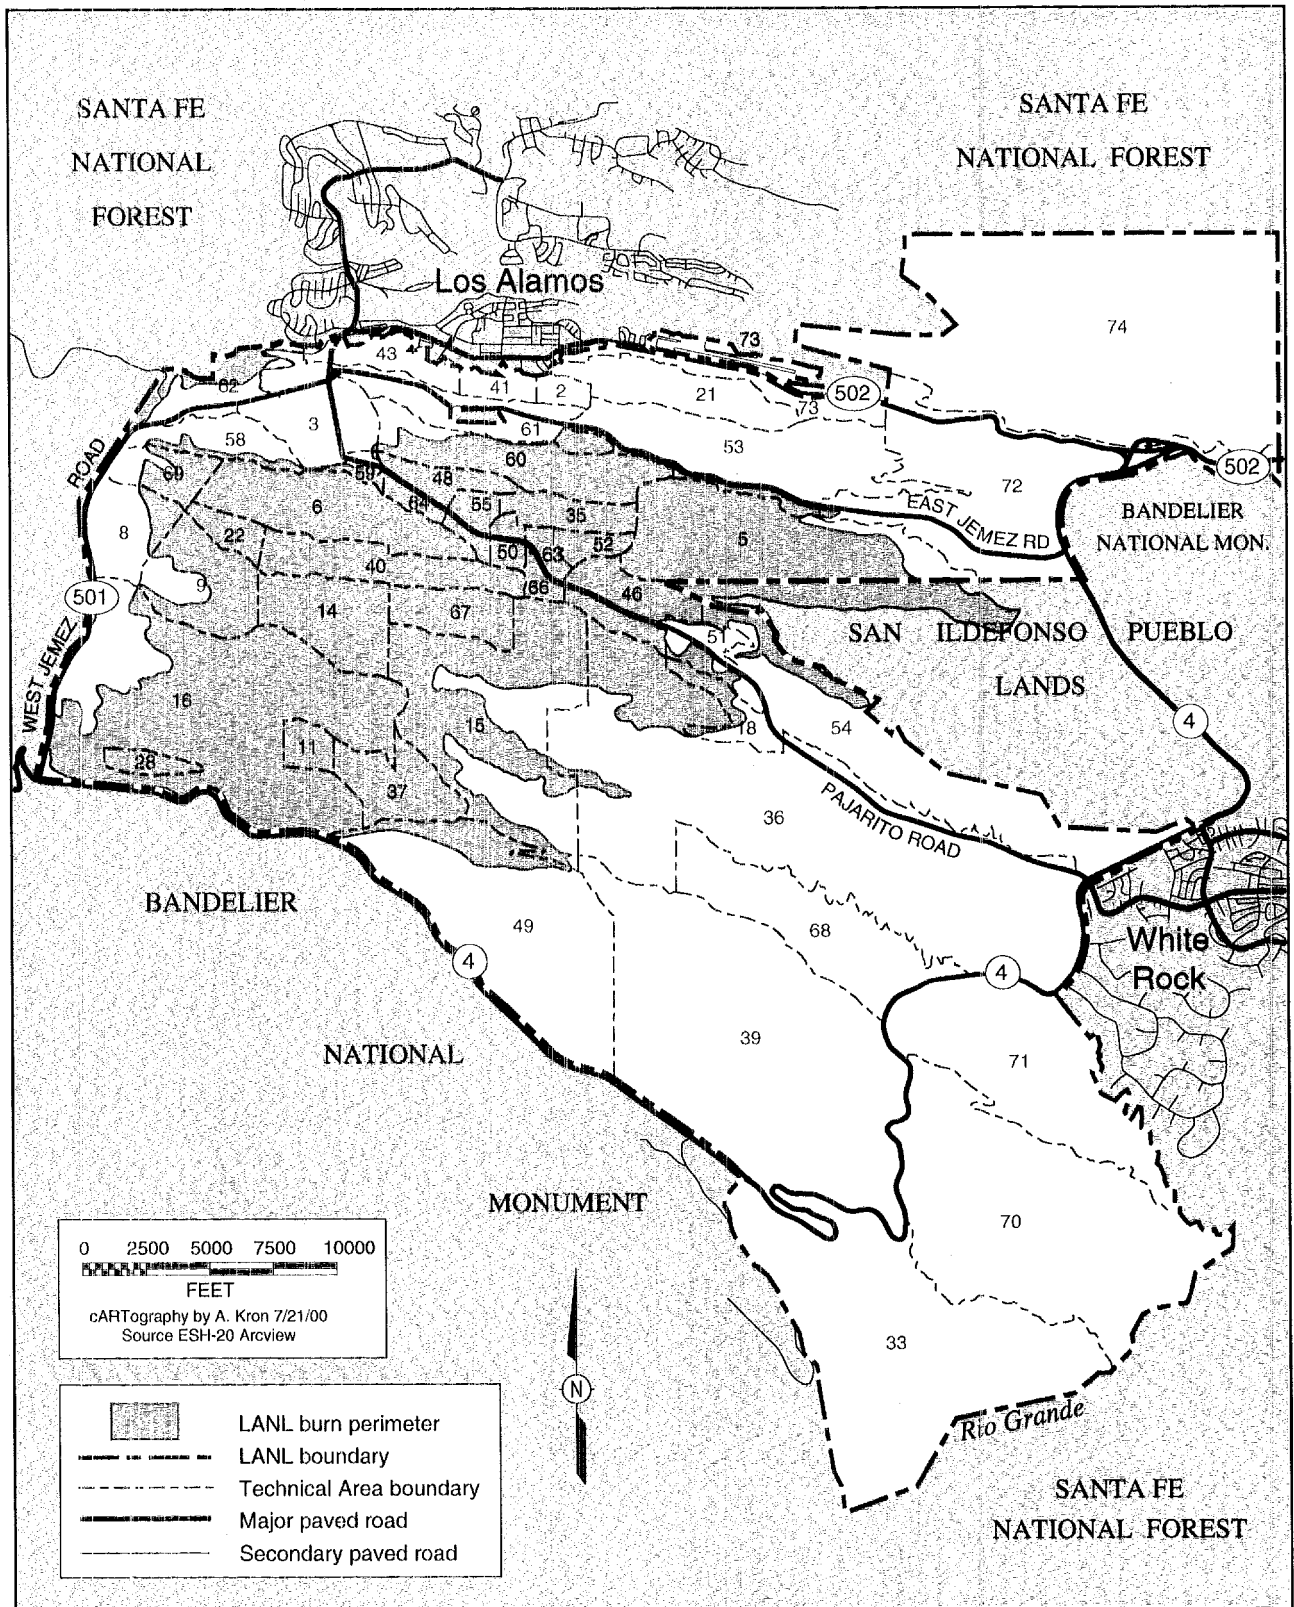 SANTA FE
NATIONAL
FOREST
SANTA FE
NATIONAL FOREST
Los Alamos
74
73
43
62
41
2
21
73
502
3
61
58
53
60
502
69
59
48
72
ROAD
6
64
55
35
EAST JEMEZ RD
BANDELIER
NATIONAL MON.
8
22
50
63
52
5
40
66
9
501
14
67
46
51
SAN ILDEFONSO PUEBLO
LANDS
WEST JEMEZ
16
15
18
54
4
11
28
37
36
PAJARITO ROAD
BANDELIER
49
68
White
Rock
4
4
NATIONAL
39
71
MONUMENT
70
0 2500 5000 7500 10000
FEET
cARTography by A. Kron 7/21/00
Source ESH-20 Arcview
33
N
Rio Grande
LANL burn perimeter
LANL boundary
Technical Area boundary
Major paved road
Secondary paved road
SANTA FE
NATIONAL FOREST